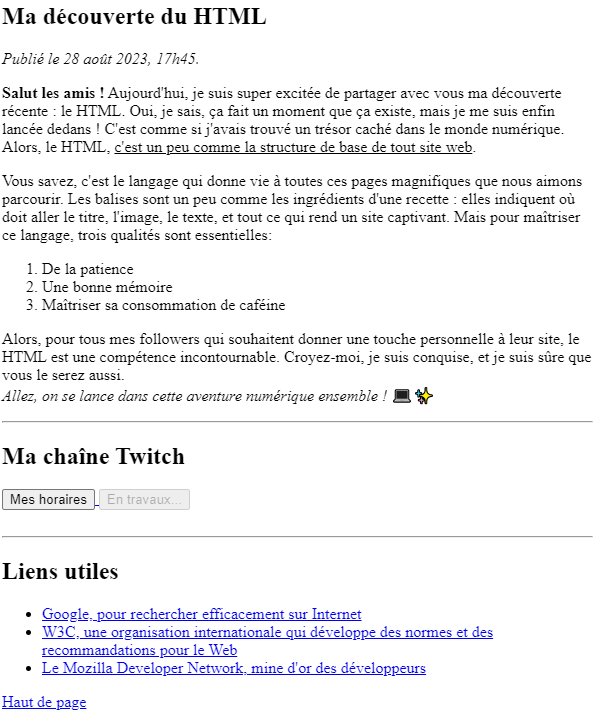 Ma découverte du HTML
Publié le 28 août 2023, 17h45.
Salut les amis ! Aujourd'hui, je suis super excitée de partager avec vous ma découverte
récente : le HTML. Oui, je sais, ça fait un moment que ça existe, mais je me suis enfin
lancée dedans ! C'est comme si j'avais trouvé un trésor caché dans le monde numérique.
Alors, le HTML, c'est un peu comme la structure de base de tout site web.
Vous savez, c'est le langage qui donne vie à toutes ces pages magnifiques que nous aimons
parcourir. Les balises sont un peu comme les ingrédients d'une recette : elles indiquent où
doit aller le titre, l'image, le texte, et tout ce qui rend un site captivant. Mais pour maîtriser
ce langage, trois qualités sont essentielles:
1. De la patience
2. Une bonne mémoire
3. Maîtriser sa consommation de caféine
Alors, pour tous mes followers qui souhaitent donner une touche personnelle à leur site, le
HTML est une compétence incontournable. Croyez-moi, je suis conquise, et je suis sûre que
vous le serez aussi.
Allez, on se lance dans cette aventure numérique ensemble ! 💻✨
Ma chaîne Twitch
Mes horaires En travaux...
Liens utiles
• Google, pour rechercher efficacement sur Internet
• W3C, une organisation internationale qui développe des normes et des
recommandations pour le Web
• Le Mozilla Developer Network, mine d'or des développeurs
Haut de page